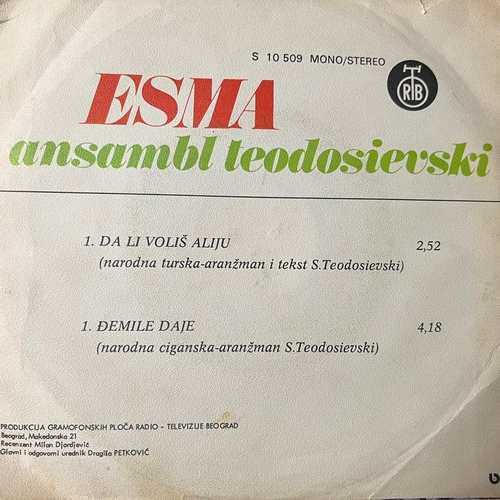 S 10 509 MONO/STEREO
RTB
ESMA
ansambl teodosievski
1. DA LI VOLIŠ ALIJU 2,52
(narodna turska-aranžman i tekst S.Teodosievski)
1. ĐEMILE DAJE 4,18
(narodna ciganska-aranžman S.Teodosievski)
PRODUKCIJA GRAMOFONSKIH PLOČA RADIO - TELEVIZIJE BEOGRAD
Beograd, Makedonska 21
Recenzent Milan Djordjević
Glavni i odgovorni urednik Dragiša PETKOVIĆ